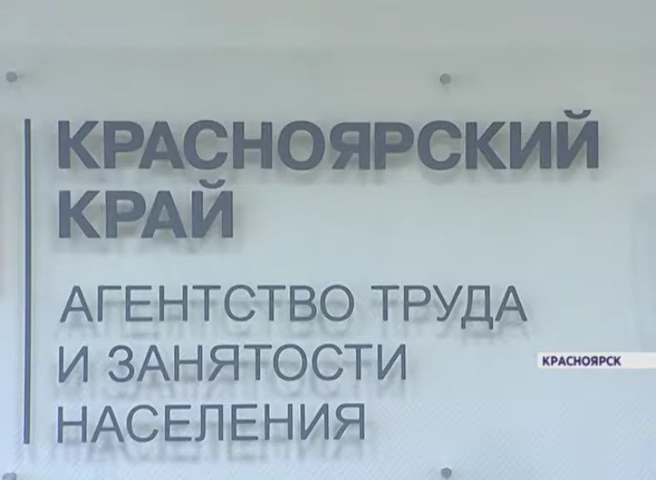 КРАСНОЯРСКИЙ
КРАЙ
АГЕНТСТВО ТРУДА
И ЗАНЯТОСТИ
НАСЕЛЕНИЯ
КРАСНОЯРСК